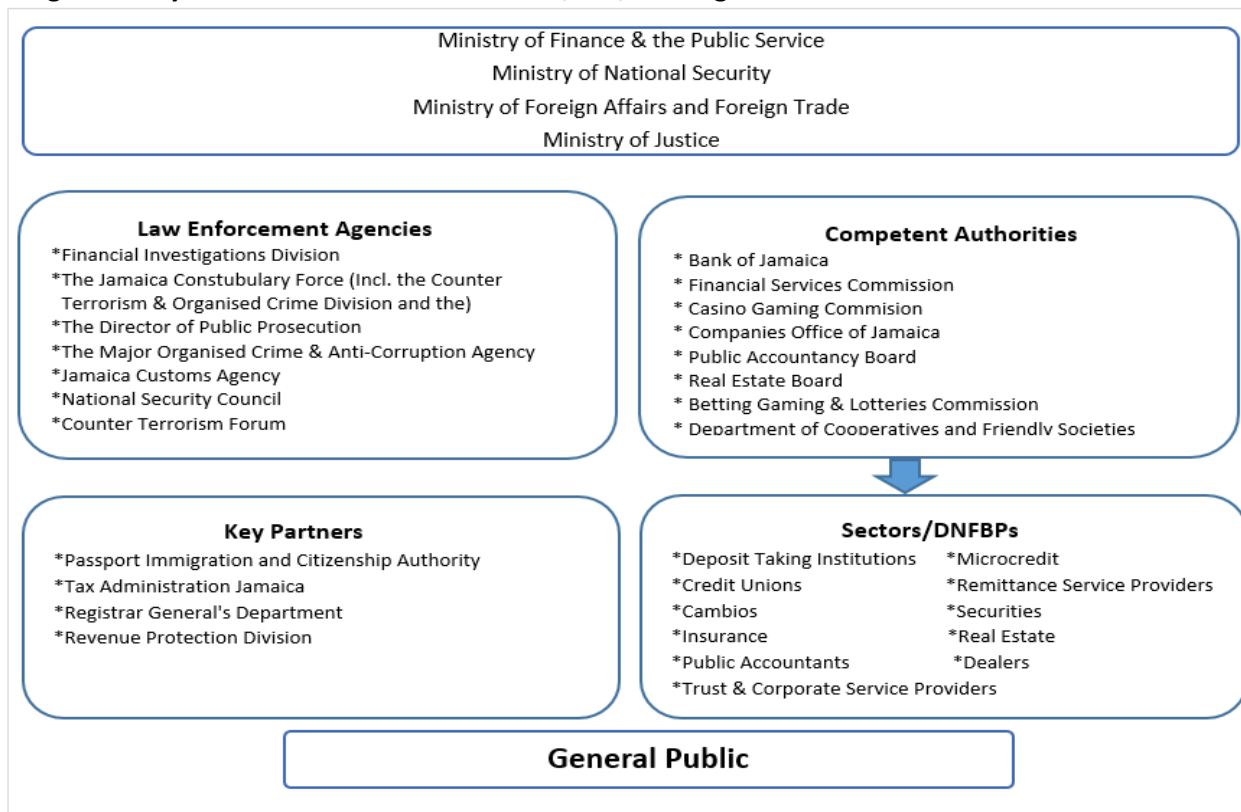 Ministry of Finance & the Public Service
Ministry of National Security
Ministry of Foreign Affairs and Foreign Trade
Ministry of Justice
Law Enforcement Agencies
*Financial Investigations Division
*The Jamaica Constubulary Force (Incl. the Counter
Terrorism & Organised Crime Division and the)
*The Director of Public Prosecution
*The Major Organised Crime & Anti-Corruption Agency
*Jamaica Customs Agency
*National Security Council
*Counter Terrorism Forum
Competent Authorities
* Bank of Jamaica
* Financial Services Commission
* Casino Gaming Commision
* Companies Office of Jamaica
* Public Accountancy Board
* Real Estate Board
* Betting Gaming & Lotteries Commission
* Department of Cooperatives and Friendly Societies
Key Partners
*Passport Immigration and Citizenship Authority
*Tax Administration Jamaica
*Registrar General's Department
*Revenue Protection Division
Sectors/DNFBPs
*Deposit Taking Institutions *Microcredit
*Credit Unions *Remittance Service Providers
*Cambios *Securities
*Insurance *Real Estate
*Public Accountants *Dealers
*Trust & Corporate Service Providers
General Public